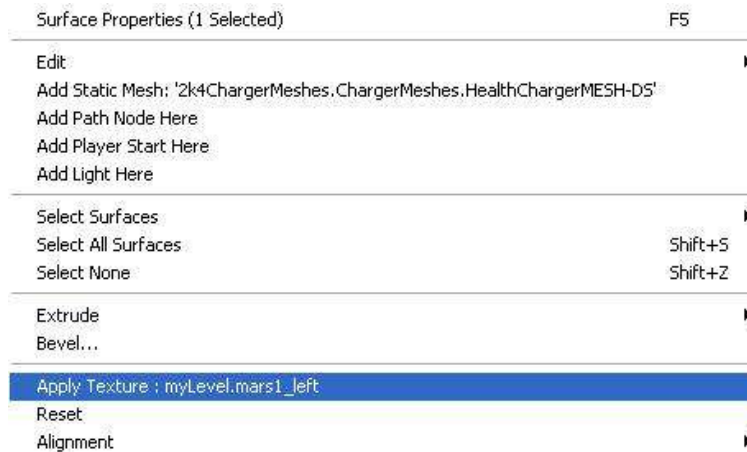 Surface Properties (1 Selected) F5
Edit
Add Static Mesh: '2k4ChargerMeshes.ChargerMeshes.HealthChargerMESH-DS'
Add Path Node Here
Add Player Start Here
Add Light Here
Select Surfaces
Select All Surfaces Shift+S
Select None Shift+Z
Extrude
Bevel...
Apply Texture : myLevel.mars1_left
Reset
Alignment